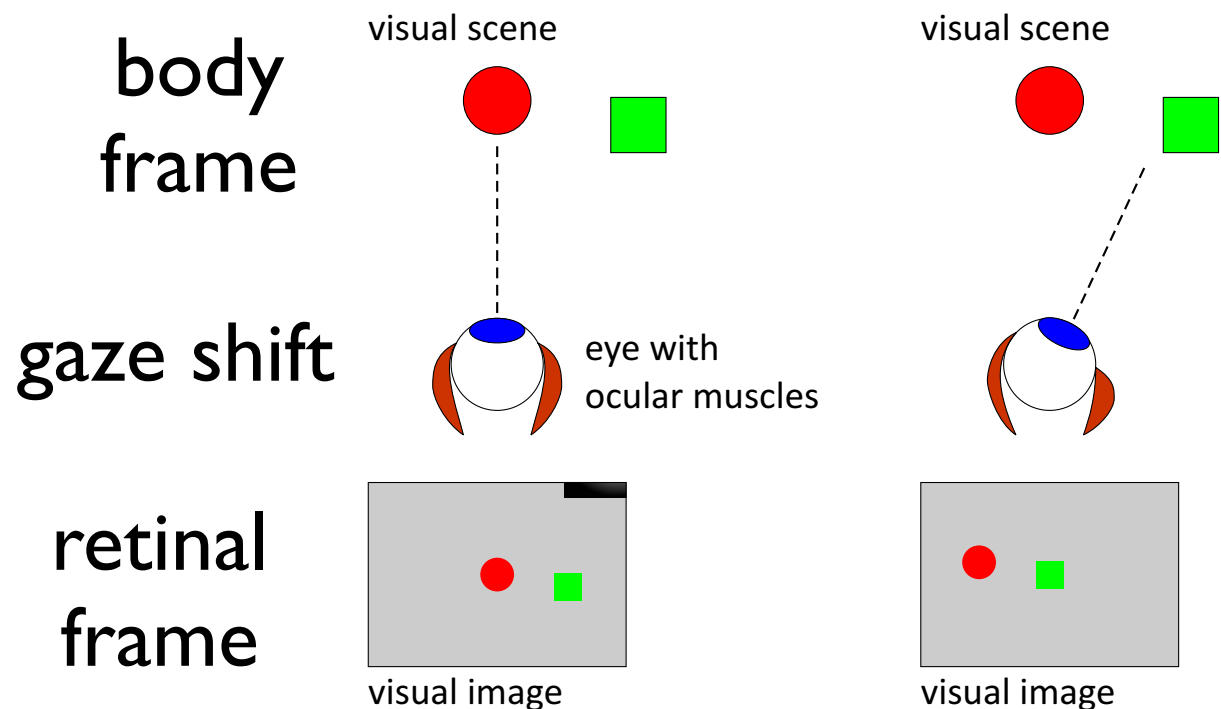 body
frame
visual scene
visual scene
gaze shift
eye with
ocular muscles
retinal
frame
visual image
visual image